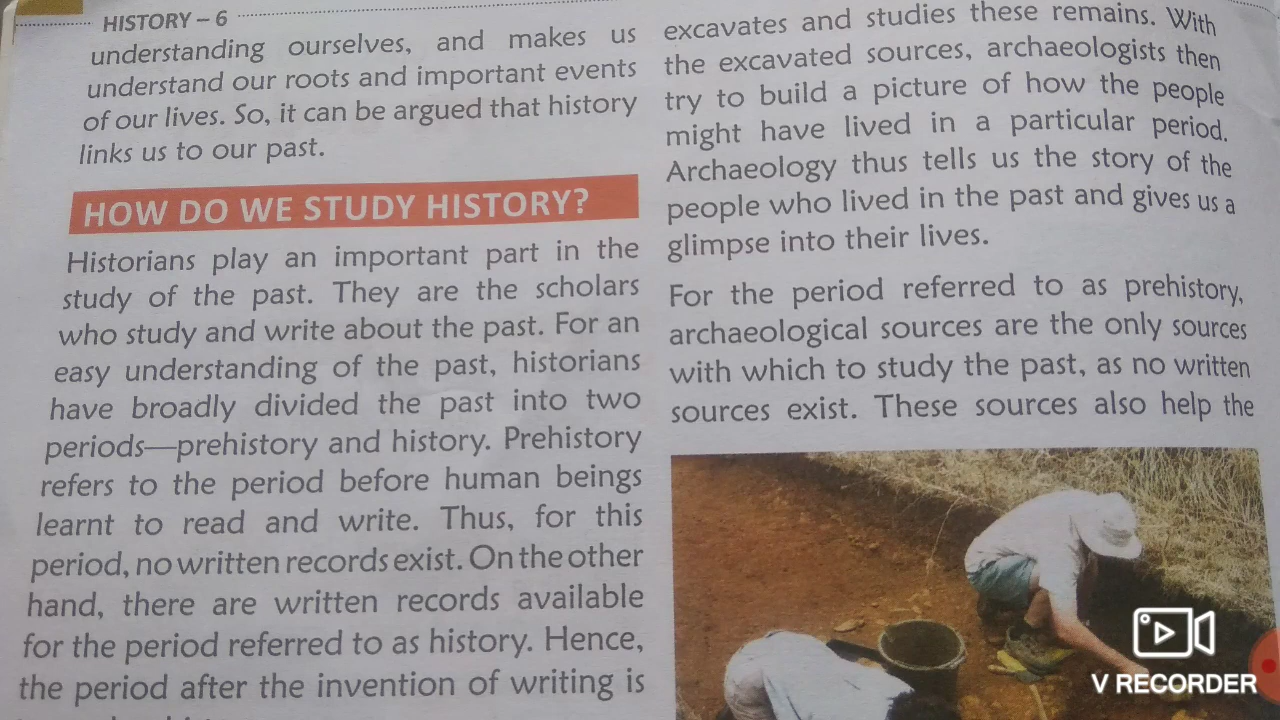 HISTORY – 6
understanding ourselves, and makes us
understand our roots and important events
of our lives. So, it can be argued that history
links us to our past.
HOW DO WE STUDY HISTORY?
Historians play an important part in the
study of the past. They are the scholars
who study and write about the past. For an
easy understanding of the past, historians
have broadly divided the past into two
periods—prehistory and history. Prehistory
refers to the period before human beings
learnt to read and write. Thus, for this
period, no written records exist. On the other
hand, there are written records available
for the period referred to as history. Hence,
the period after the invention of writing is
excavates and studies these remains. With
the excavated sources, archaeologists then
try to build a picture of how the people
might have lived in a particular period.
Archaeology thus tells us the story of the
people who lived in the past and gives us a
glimpse into their lives.
For the period referred to as prehistory,
archaeological sources are the only sources
with which to study the past, as no written
sources exist. These sources also help the
V RECORDER